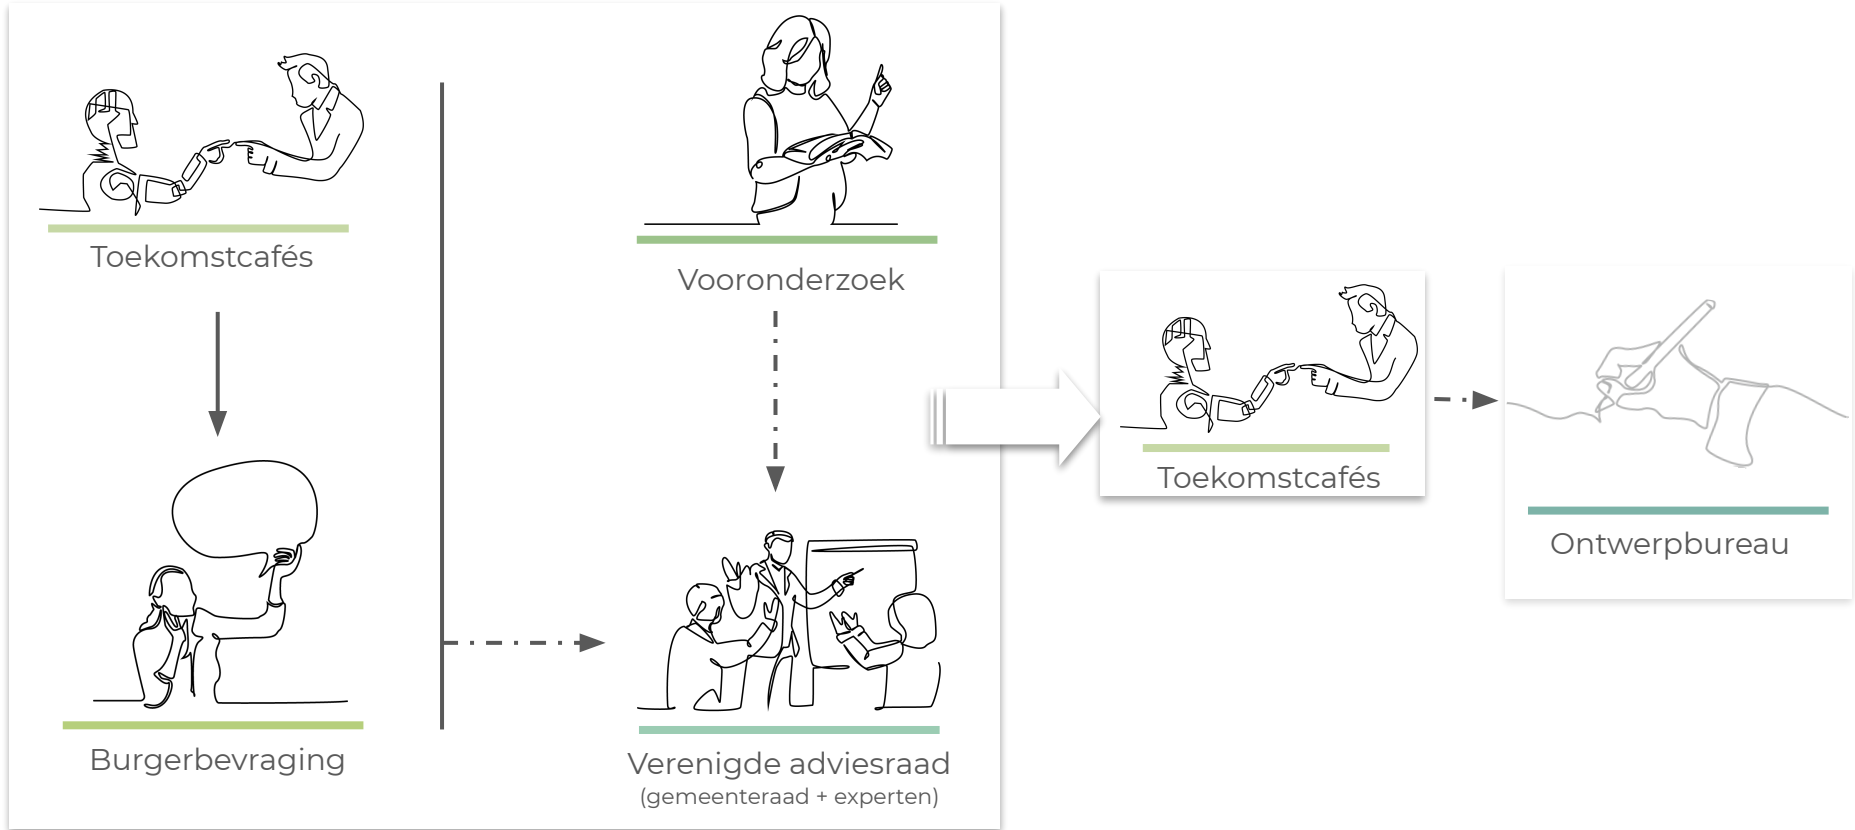 Toekomstcafés
Burgerbevraging
Vooronderzoek
Verenigde adviesraad
(gemeenteraad + experten)
Toekomstcafés
Ontwerpbureau